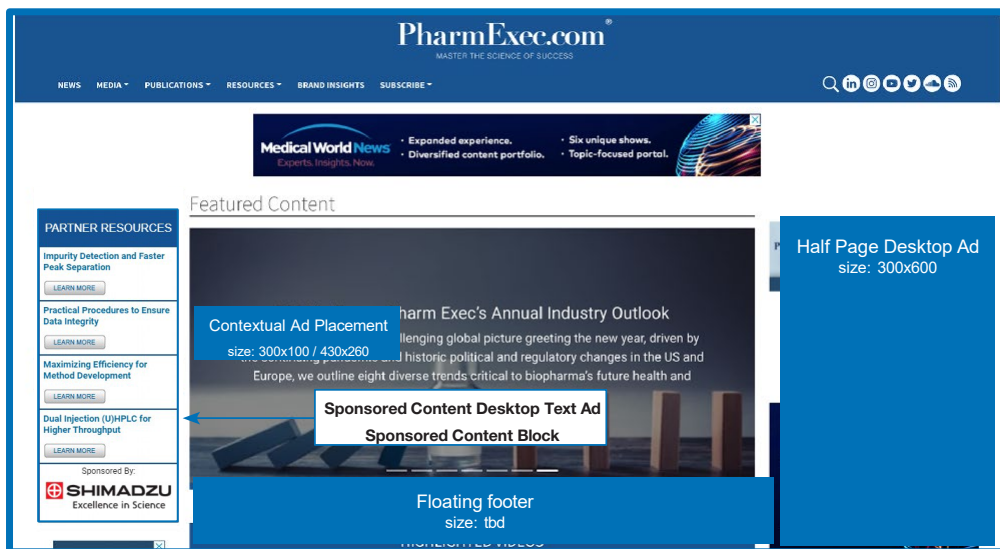 PharmExec.com®
MASTER THE SCIENCE OF SUCCESS
NEWS MEDIA PUBLICATIONS RESOURCES BRAND INSIGHTS SUBSCRIBE
Medical World News
Experts. Insights. Now.
· Expanded experience.
· Diversified content portfolio.
· Six unique shows.
· Topic-focused portal.
Featured Content
PARTNER RESOURCES
Impurity Detection and Faster
Peak Separation
LEARN MORE
Practical Procedures to Ensure
Data Integrity
LEARN MORE
Maximizing Efficiency for
Method Development
LEARN MORE
Dual Injection (U)HPLC for
Higher Throughput
LEARN MORE
Sponsored By:
SHIMADZU
Excellence in Science
harm Exec's Annual Industry Outlook
llenging global picture greeting the new year, driven by
historic political and regulatory changes in the US and
Europe, we outline eight diverse trends critical to biopharma's future health and
Contextual Ad Placement
size: 300x100 / 430x260
Sponsored Content Desktop Text Ad
Sponsored Content Block
Floating footer
size: tbd
Half Page Desktop Ad
size: 300x600